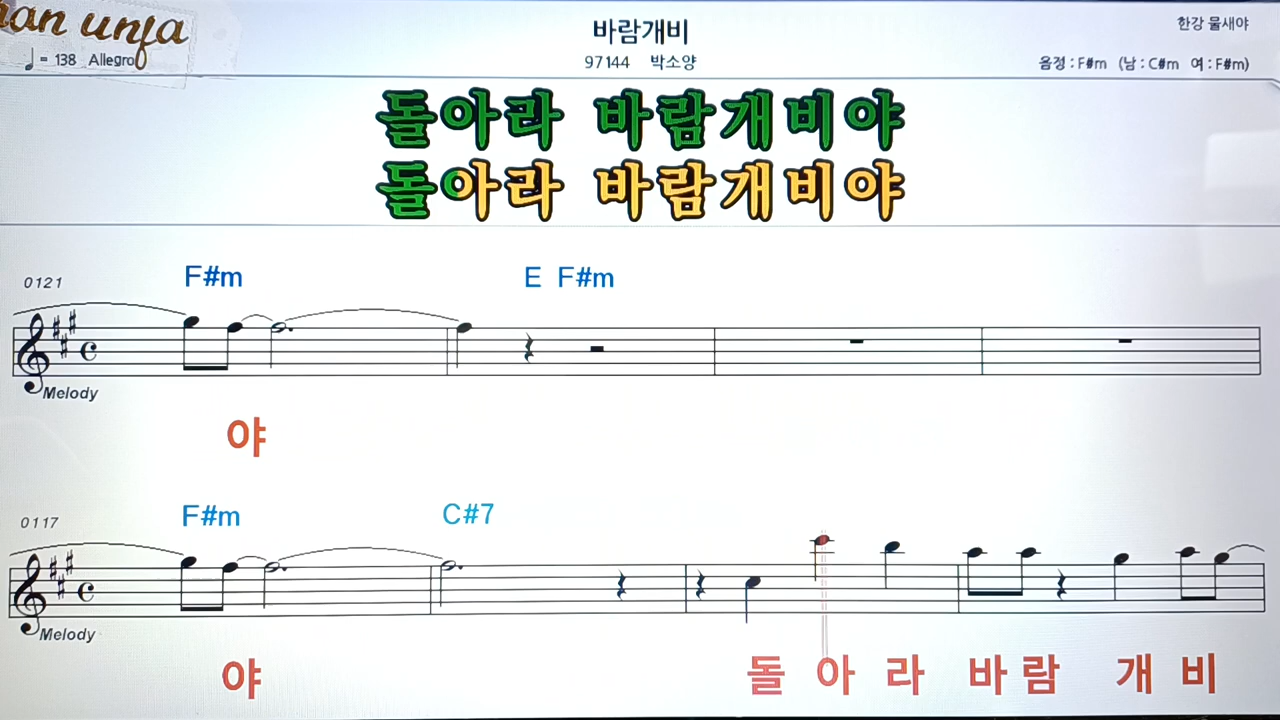 바람개비
한강 물새야
♩= 138 Allegro
97144 박소양
음정 : F#m (남 : C#m 여 : F#m)
돌아라 바람개비야
돌아라 바람개비야
0121 F#m E F#m
Melody
야
0117 F#m C#7
Melody
야 돌 아 라 바 람 개 비